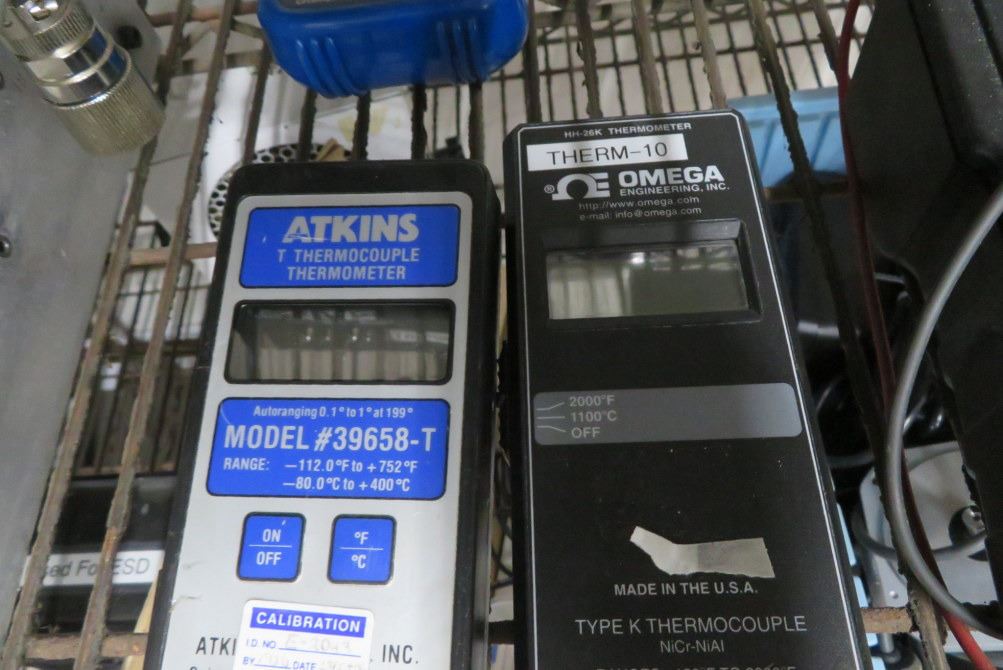 ATKINS
T THERMOCOUPLE
THERMOMETER
Autoranging 0.1° to 1° at 199°
MODEL #39658-T
RANGE: –112.0°F to +752°F
–80.0°C to +400°C
ON
OFF
°F
°C
CALIBRATION
I.D. NO.
BY DATE
INC.
HH-26K THERMOMETER
THERM-10
® OMEGA
ENGINEERING, INC.
http://www.omega.com
e-mail: info@omega.com
2000°F
1100°C
OFF
MADE IN THE U.S.A.
TYPE K THERMOCOUPLE
NiCr-NiAl
For ESD